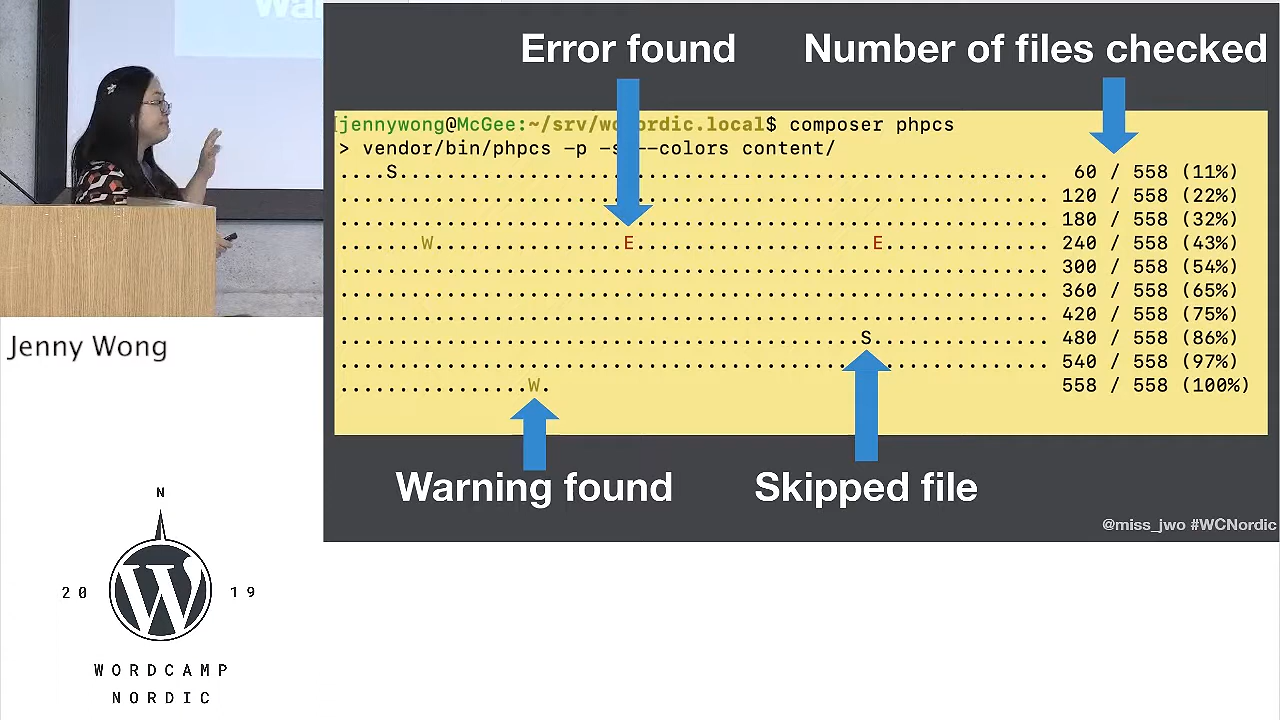 Error found
Number of files checked
jennywong@McGee:~/srv/wcnordic.local$ composer phpcs
> vendor/bin/phpcs -p -s --colors content/
....S....................................................... 60 / 558 (11%)
............................................................ 120 / 558 (22%)
............................................................ 180 / 558 (32%)
.......W................E....................E.............. 240 / 558 (43%)
............................................................ 300 / 558 (54%)
............................................................ 360 / 558 (65%)
............................................................ 420 / 558 (75%)
............................................S............... 480 / 558 (86%)
............................................................ 540 / 558 (97%)
................W. 558 / 558 (100%)
Warning found
Skipped file
@miss_jwo #WCNordic
Jenny Wong
N
20 19
WORDCAMP
NORDIC